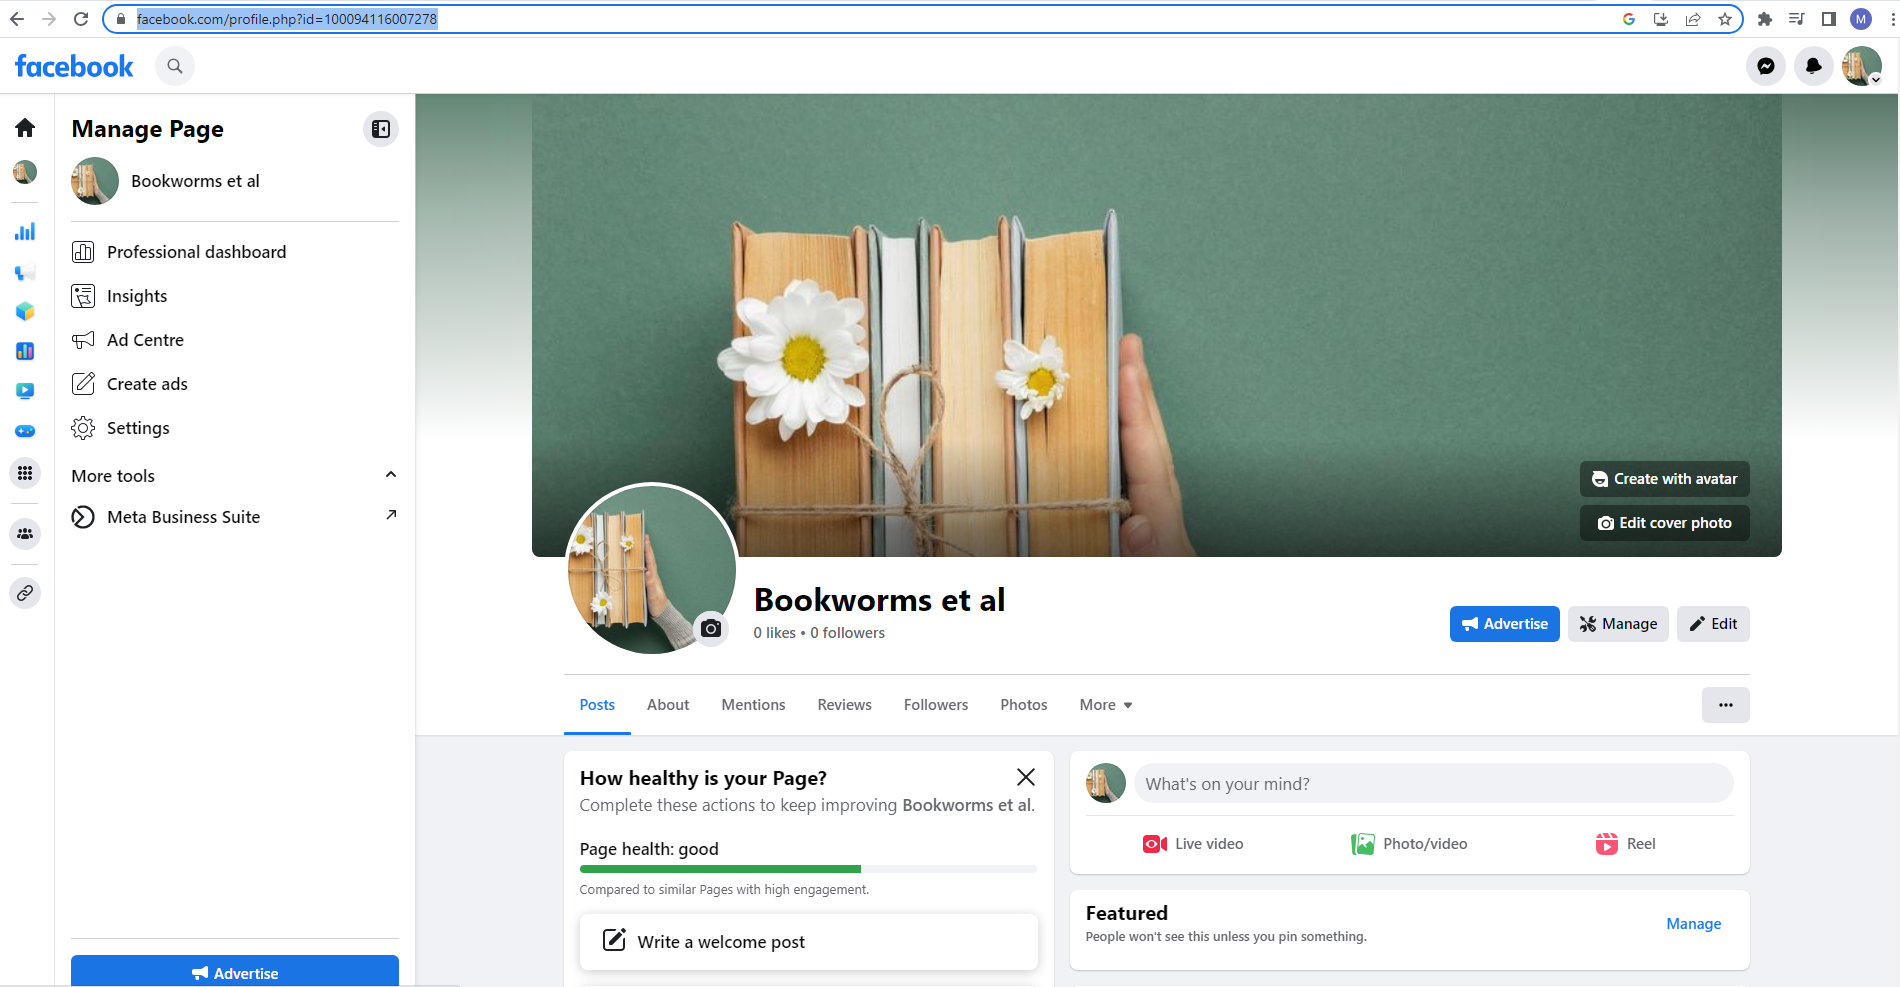 facebook.com/profile.php?id=100094116007278
M
facebook
Manage Page
Bookworms et al
Professional dashboard
Insights
Ad Centre
Create ads
Settings
More tools
Meta Business Suite
Advertise
Create with avatar
Edit cover photo
Bookworms et al
0 likes • 0 followers
Advertise
Manage
Edit
Posts
About
Mentions
Reviews
Followers
Photos
More
How healthy is your Page?
Complete these actions to keep improving Bookworms et al.
Page health: good
Compared to similar Pages with high engagement.
Write a welcome post
What's on your mind?
Live video
Photo/video
Reel
Featured
People won't see this unless you pin something.
Manage